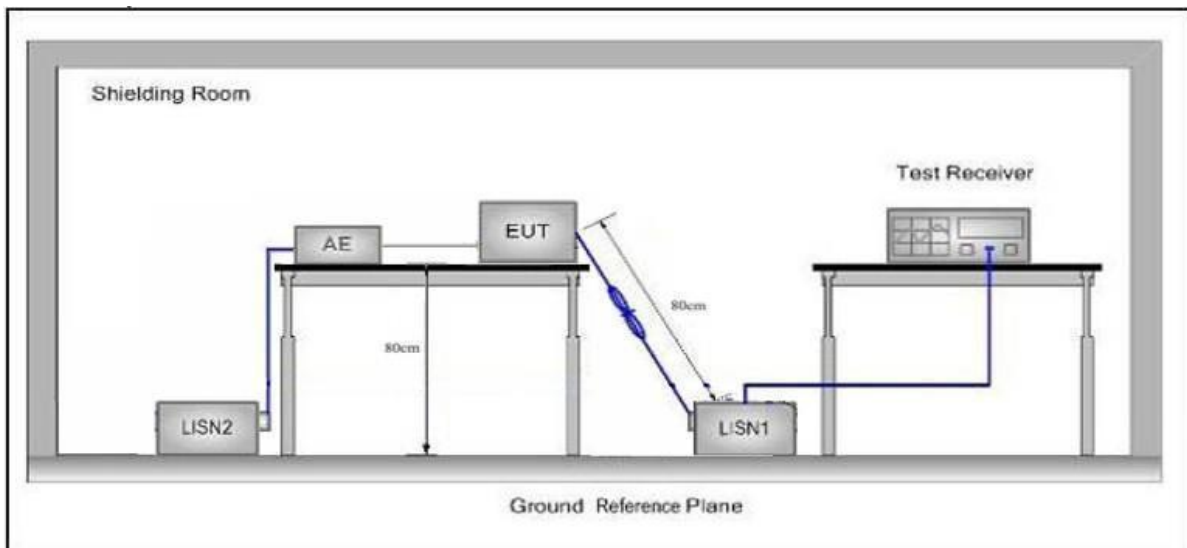 Shielding Room
Test Receiver
AE
EUT
80cm
80cm
LISN2
LISN1
Ground Reference Plane